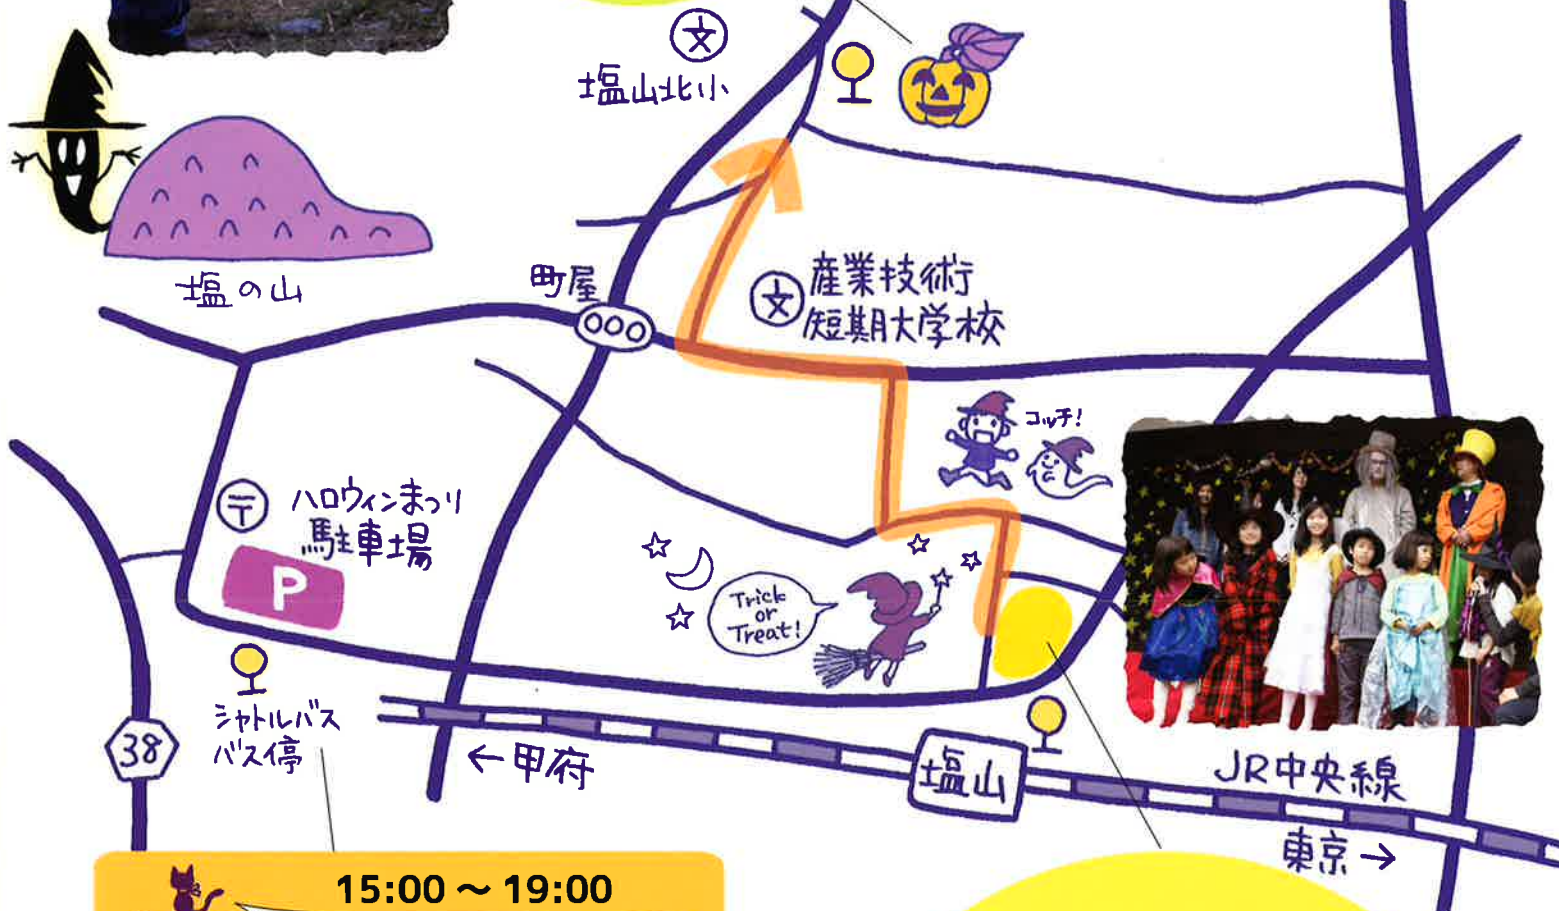 文
塩山北小
塩の山
町屋
文
産業技術
短期大学校
コッチ!
〒
ハロウィンまつり
駐車場
P
Trick
or
Treat!
シャトルバス
バス停
38
←甲府
塩山
JR中央線
東京→
15:00～19:00